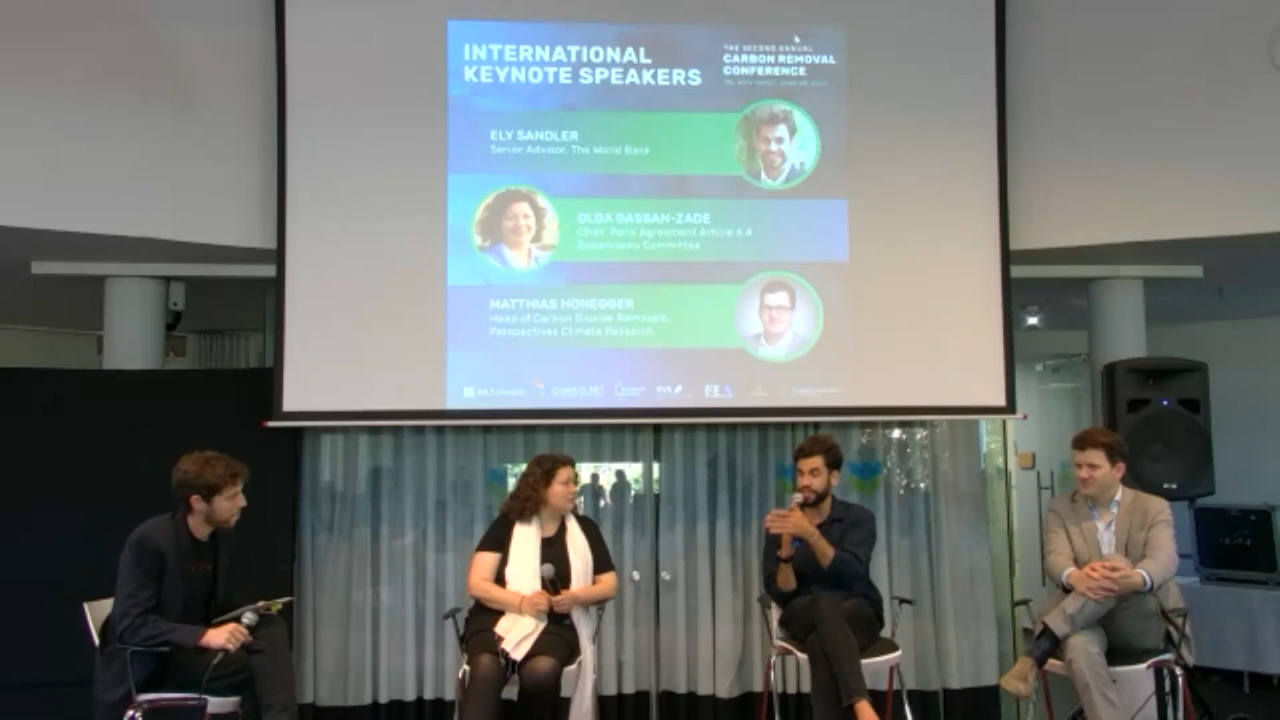 INTERNATIONAL
KEYNOTE SPEAKERS
THE SECOND ANNUAL
CARBON REMOVAL
CONFERENCE
ELY SANDLER
Senior Advisor, The World Bank
OLGA GASSAN-ZADE
Chair, Paris Agreement Article 6.4
Supervisory Committee
MATTHIAS HONEGGER
Head of Carbon Dioxide Removals,
Perspectives Climate Research